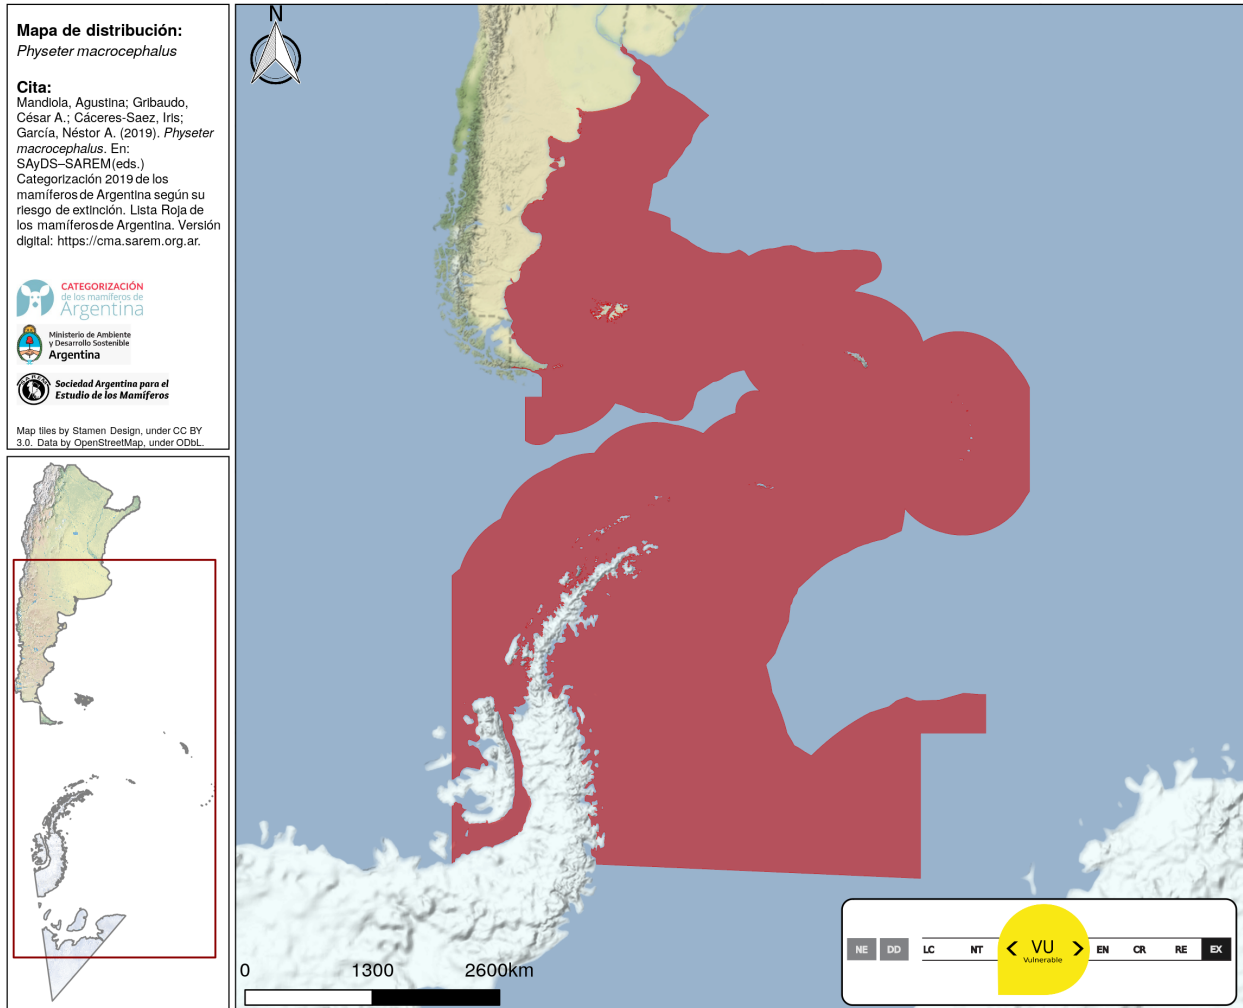 Mapa de distribución:
Physeter macrocephalus
Cita:
Mandiola, Agustina; Gribaudo,
César A.; Cáceres-Saez, Iris;
García, Néstor A. (2019). Physeter
macrocephalus. En:
SAyDS–SAREM(eds.)
Categorización 2019 de los
mamíferos de Argentina según su
riesgo de extinción. Lista Roja de
los mamíferos de Argentina. Versión
digital: https://cma.sarem.org.ar.
CATEGORIZACIÓN
de los mamíferos de
Argentina
Ministerio de Ambiente
y Desarrollo Sostenible
Argentina
SAREM
Sociedad Argentina para el
Estudio de los Mamíferos
Map tiles by Stamen Design, under CC BY
3.0. Data by OpenStreetMap, under ODbL.
N
0 1300 2600km
NE DD LC NT < VU > EN CR RE EX
Vulnerable